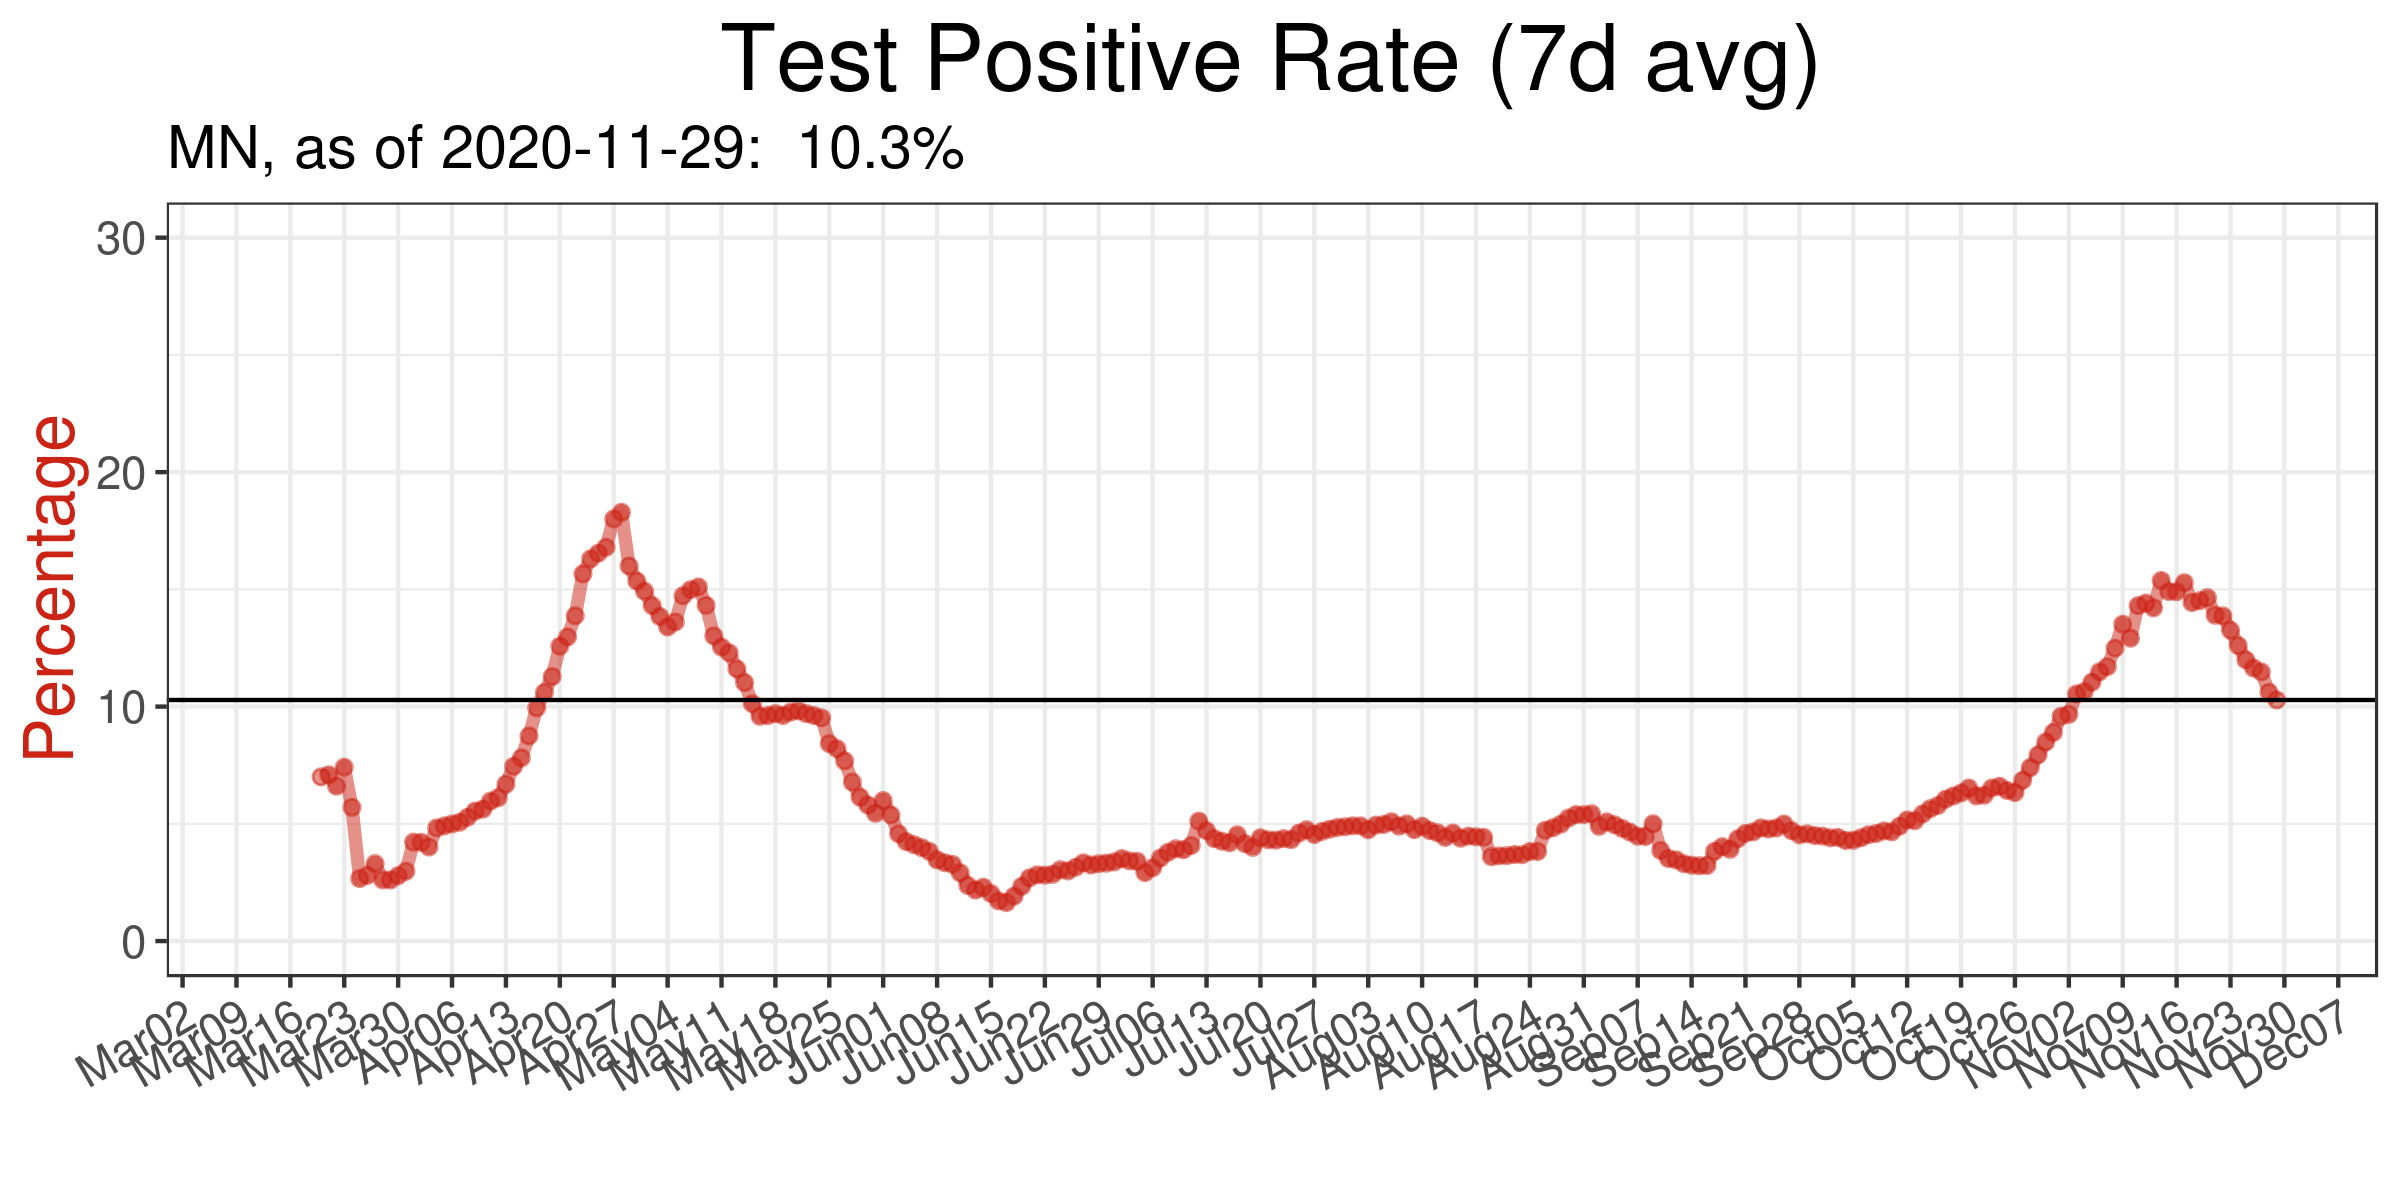 Test Positive Rate (7d avg)
MN, as of 2020-11-29:  10.3%
Percentage
30
20
10
0
Mar02
Mar09
Mar16
Mar23
Mar30
Apr06
Apr13
Apr20
Apr27
May04
May11
May18
May25
Jun01
Jun08
Jun15
Jun22
Jun29
Jul06
Jul13
Jul20
Jul27
Aug03
Aug10
Aug17
Aug24
Aug31
Sep07
Sep14
Sep21
Sep28
Oct05
Oct12
Oct19
Oct26
Nov02
Nov09
Nov16
Nov23
Nov30
Dec07